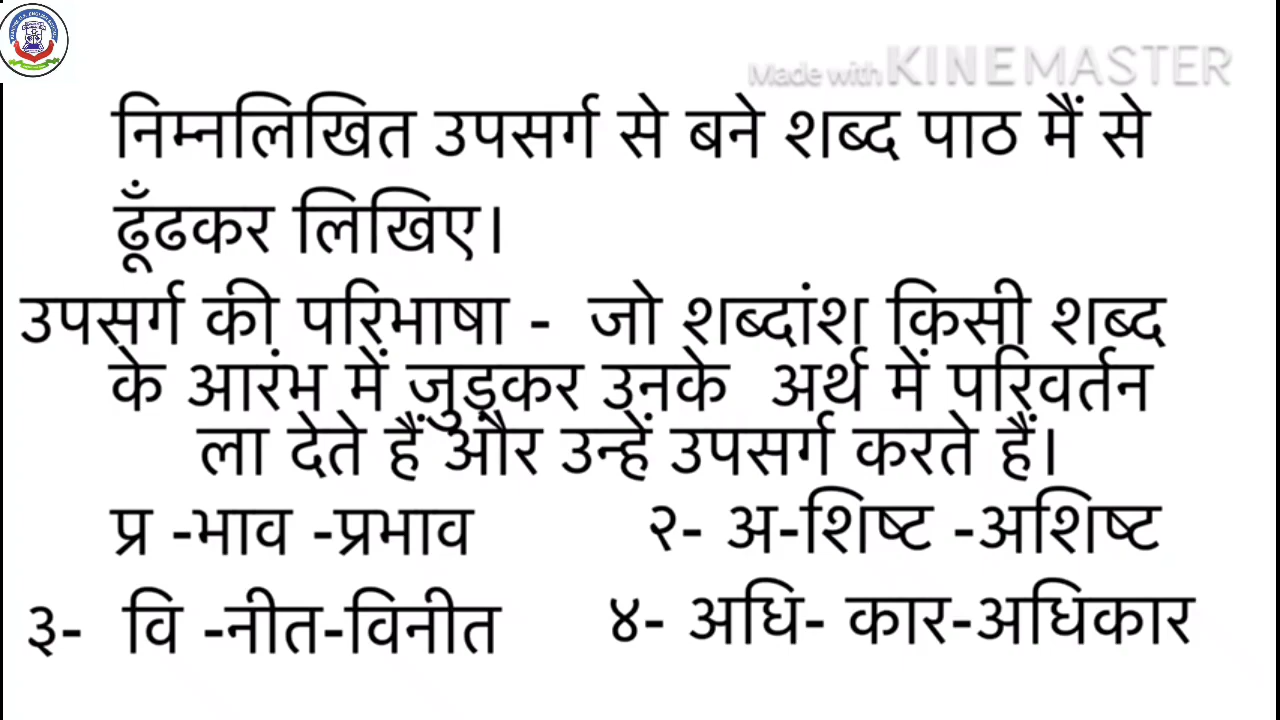 Made with KINEMASTER
निम्नलिखित उपसर्ग से बने शब्द पाठ मैं से
ढूँढकर लिखिए।
उपसर्ग की परिभाषा - जो शब्दांश किसी शब्द
के आरंभ में जुड़कर उनके अर्थ में परिवर्तन
ला देते हैं और उन्हें उपसर्ग करते हैं।
प्र -भाव -प्रभाव २- अ-शिष्ट -अशिष्ट
३- वि -नीत-विनीत ४- अधि- कार-अधिकार